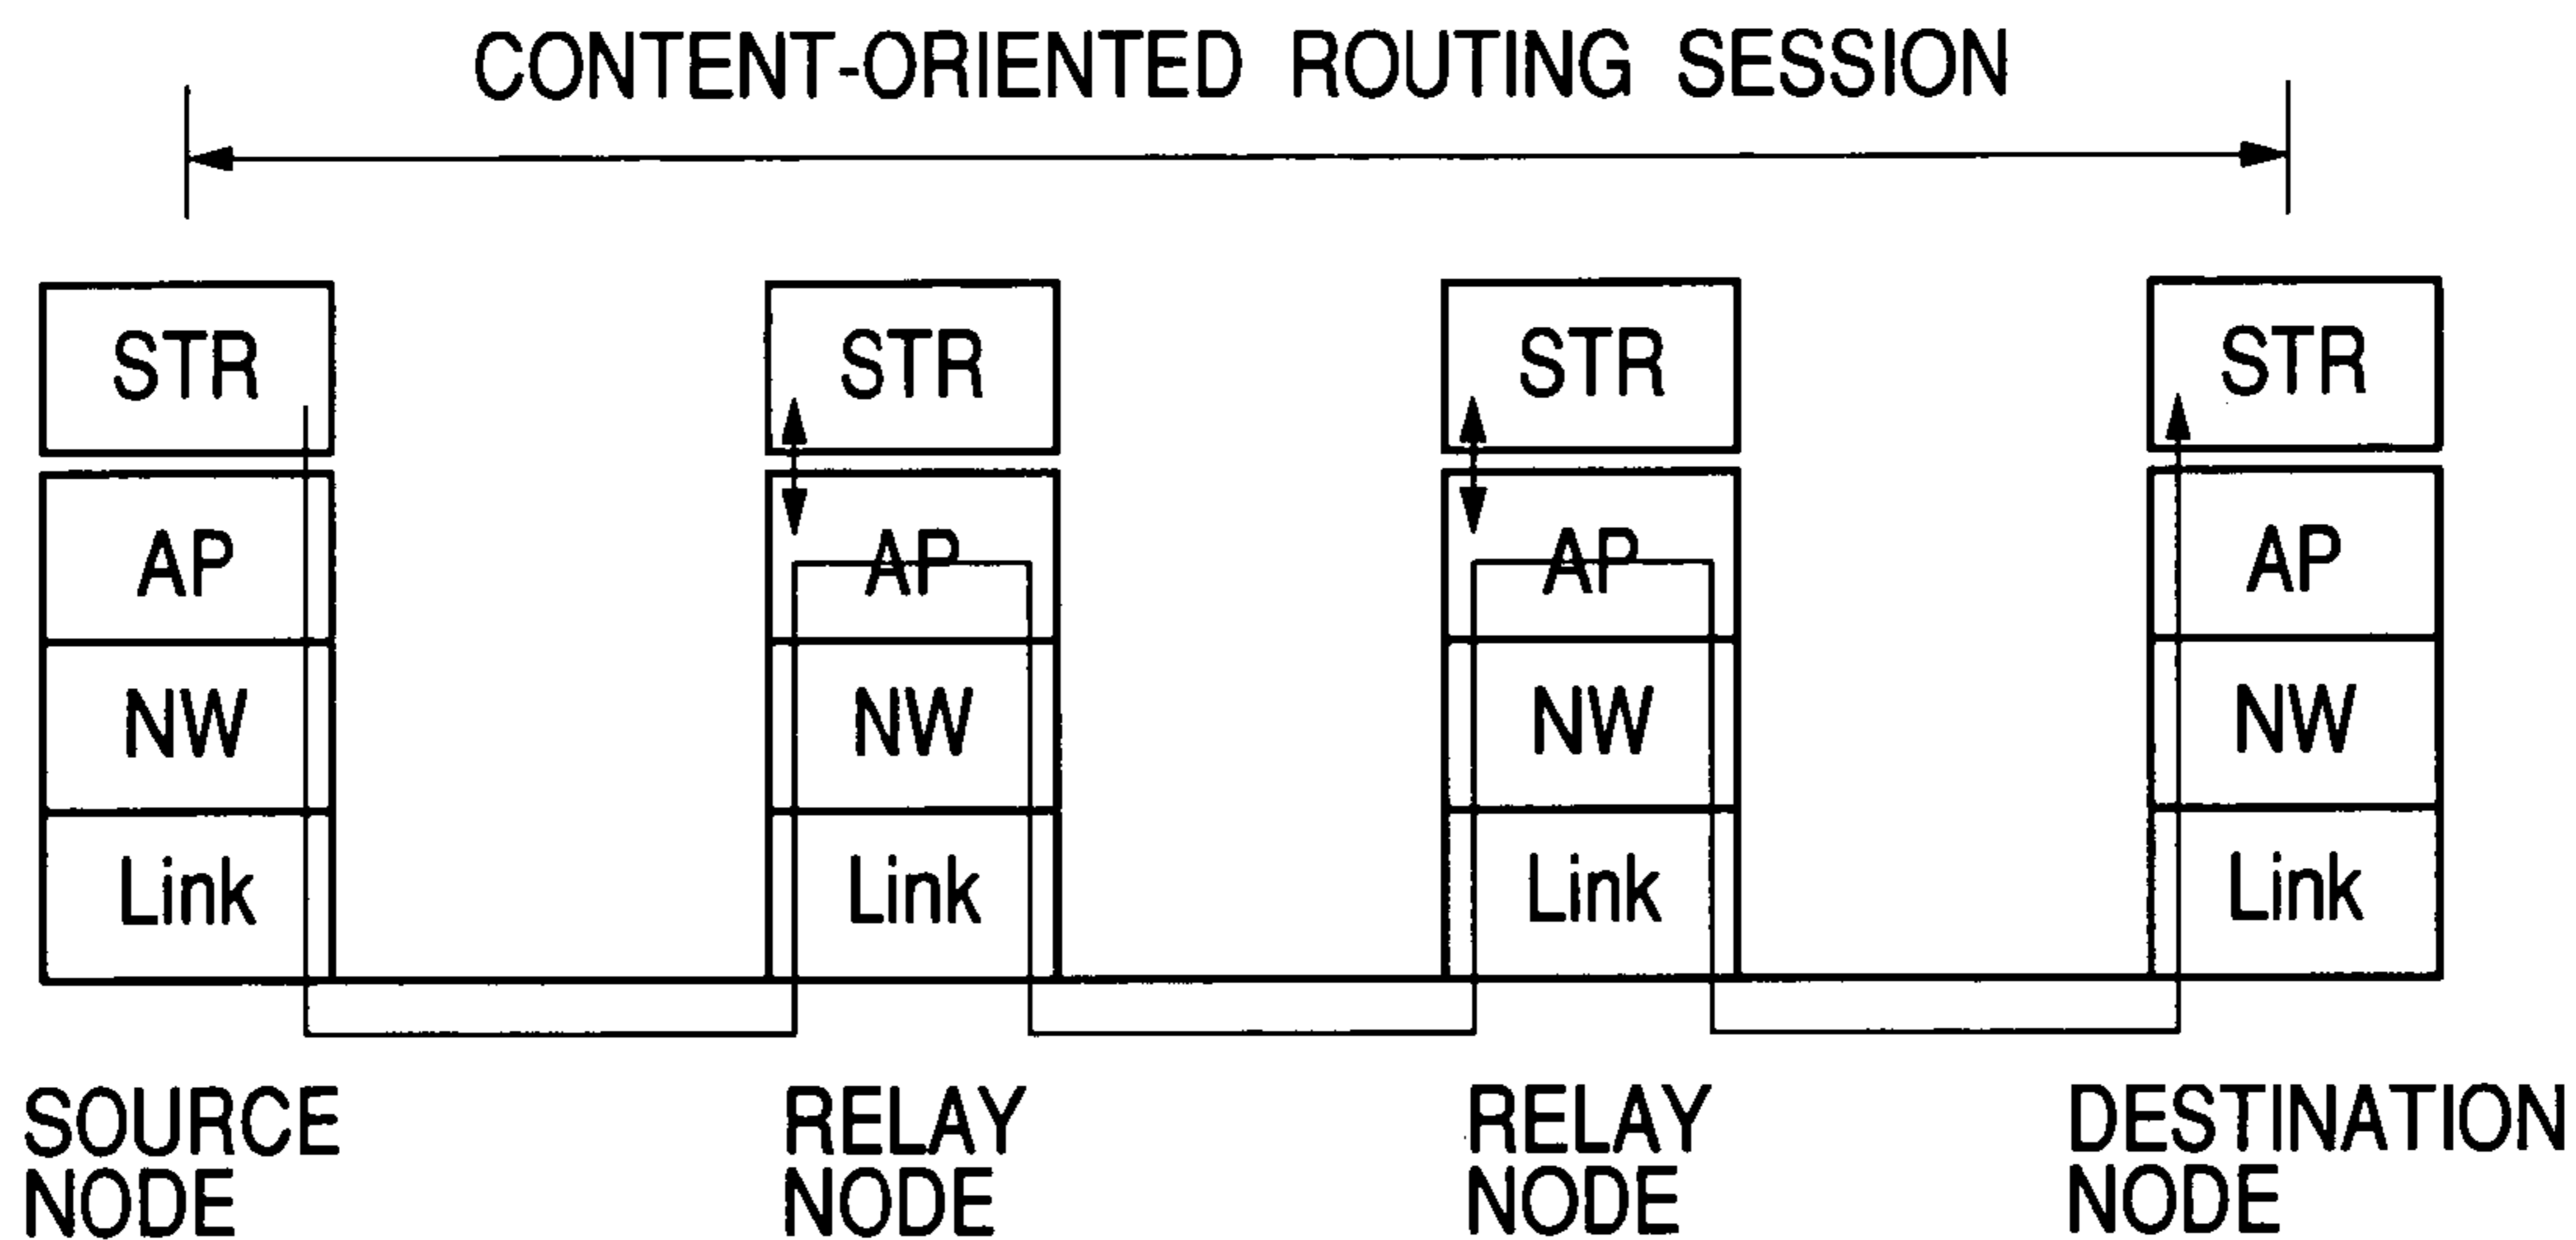 CONTENT-ORIENTED ROUTING SESSION
STR STR STR STR
AP AP AP AP
NW NW NW NW
Link Link Link Link
SOURCE NODE
RELAY NODE
RELAY NODE
DESTINATION NODE